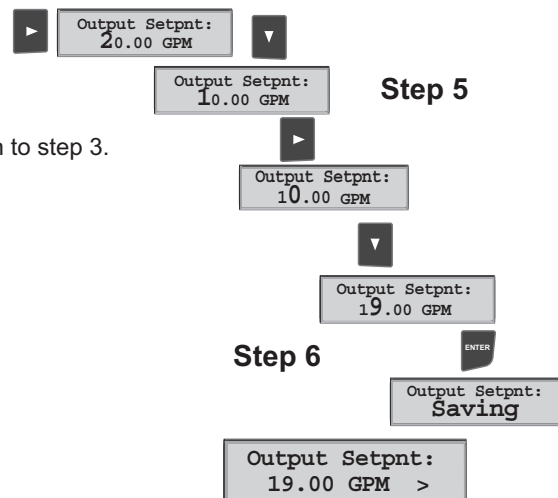 Output Setpnt:
20.00 GPM
Output Setpnt:
10.00 GPM
Step 5
to step 3.
Output Setpnt:
10.00 GPM
Output Setpnt:
19.00 GPM
Step 6
ENTER
Output Setpnt:
Saving
Output Setpnt:
19.00 GPM >